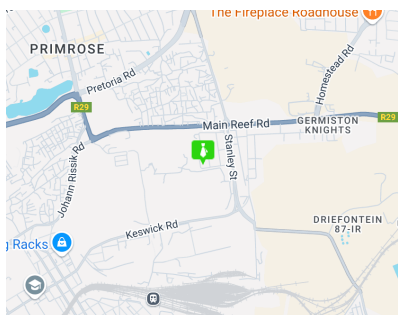 The Fireplace Roadhouse
PRIMROSE
Pretoria Rd
Homestead Rd
R29
Main Reef Rd
GERMISTON
KNIGHTS
R29
Stanley St
Johann Rissik Rd
DRIEFONTEIN
87-IR
Keswick Rd
g Racks